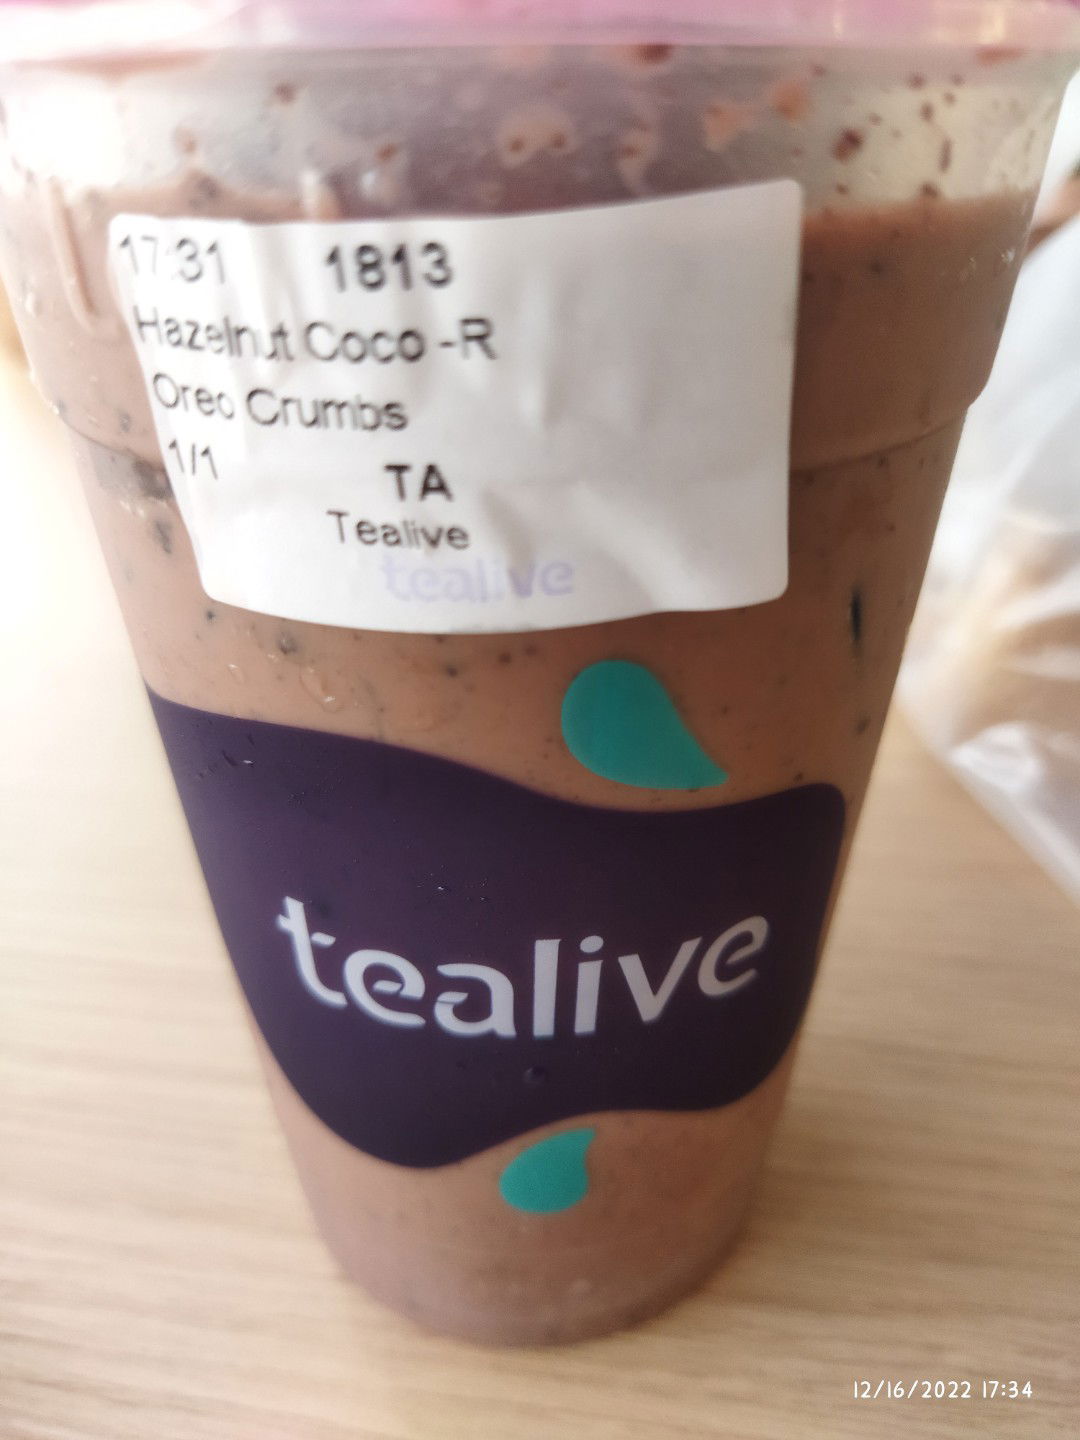 17:31 1813
Hazelnut Coco -R
Oreo Crumbs
1/1
TA
Tealive
tealive
tealive
12/16/2022 17:34